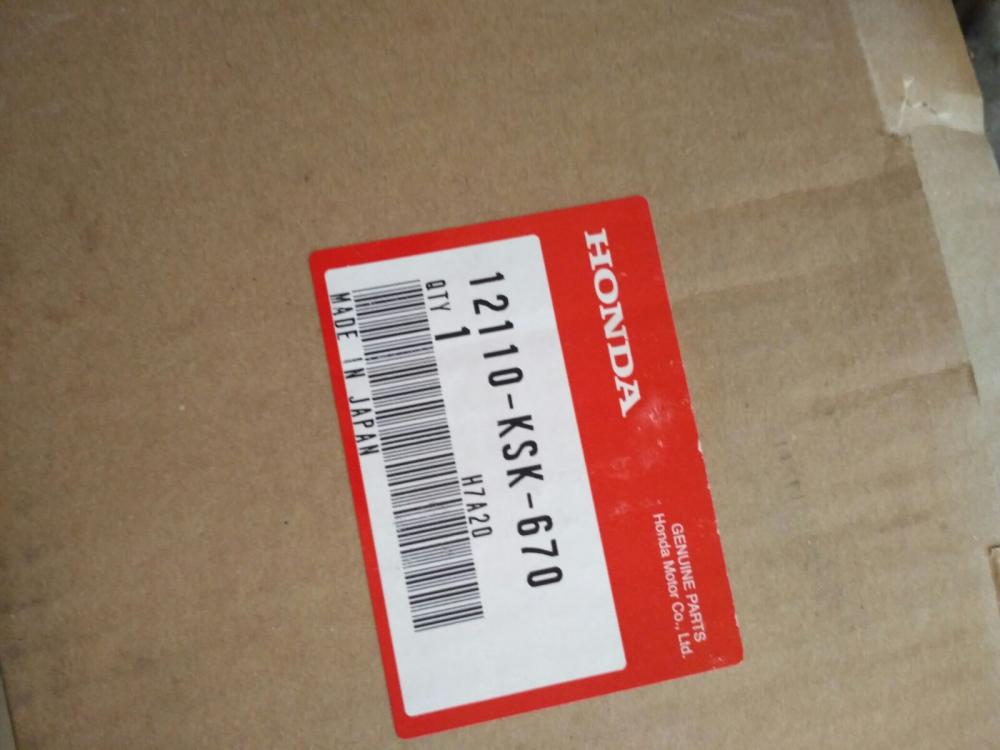 HONDA
GENUINE PARTS
Honda Motor Co., Ltd.
12110-KSK-670
QTY 1
H7A20
MADE IN JAPAN